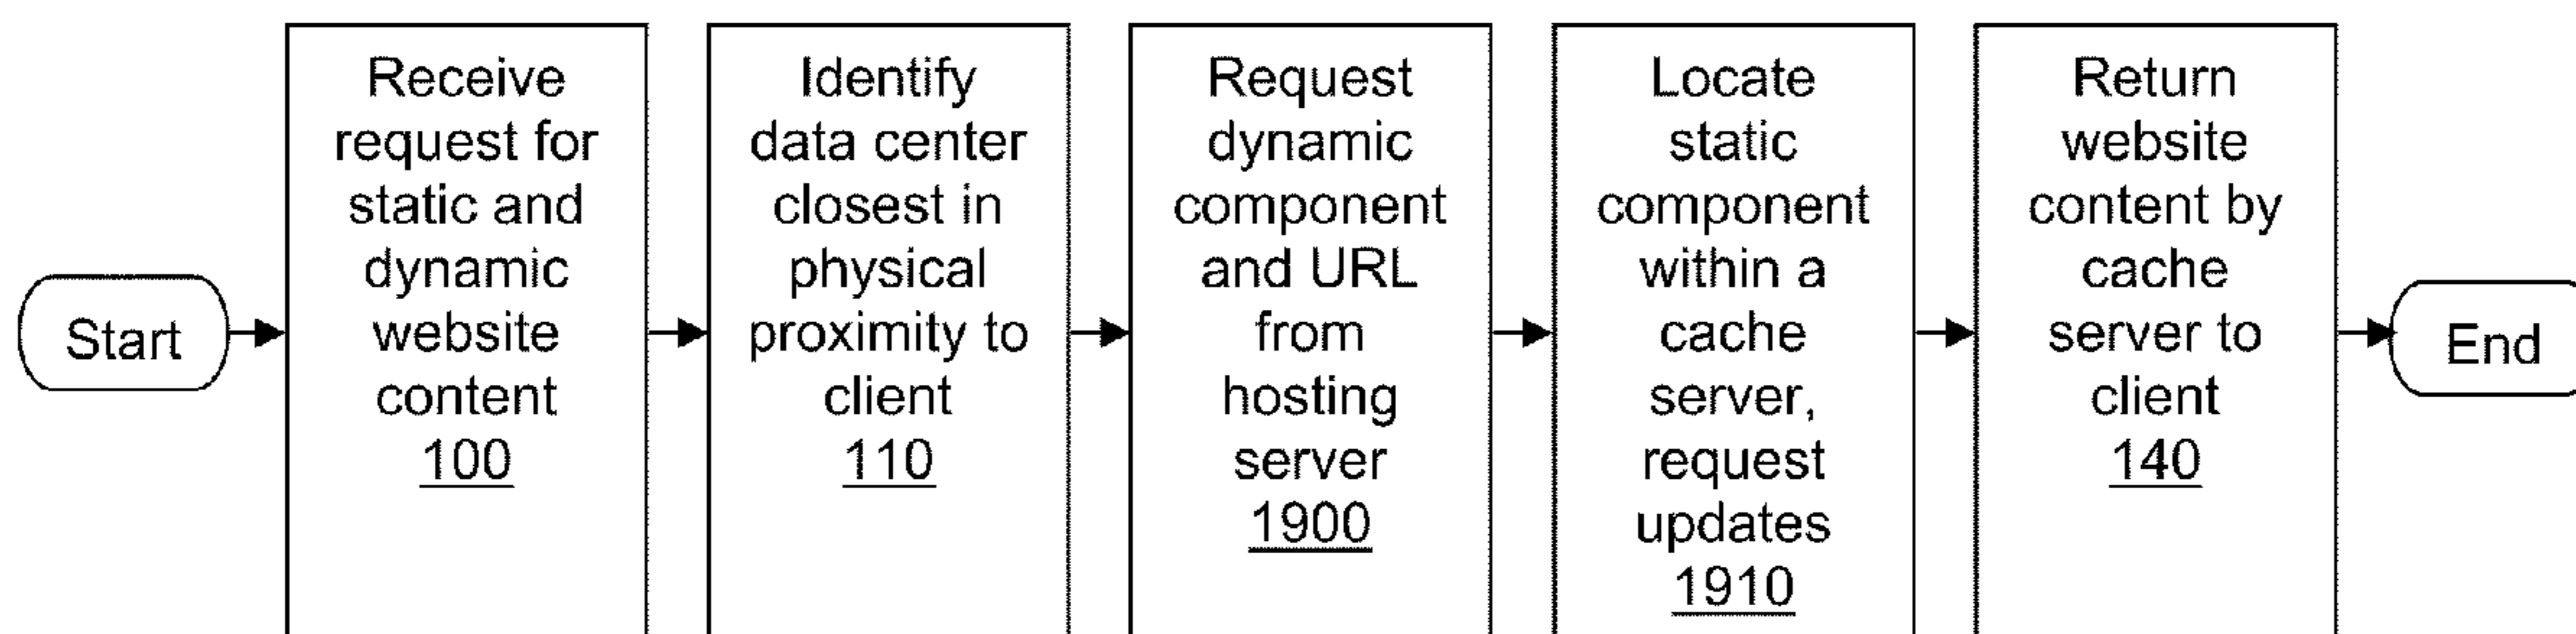 Start
Receive
request for
static and
dynamic
website
content
100
Identify
data center
closest in
physical
proximity to
client
110
Request
dynamic
component
and URL
from
hosting
server
1900
Locate
static
component
within a
cache
server,
request
updates
1910
Return
website
content by
cache
server to
client
140
End